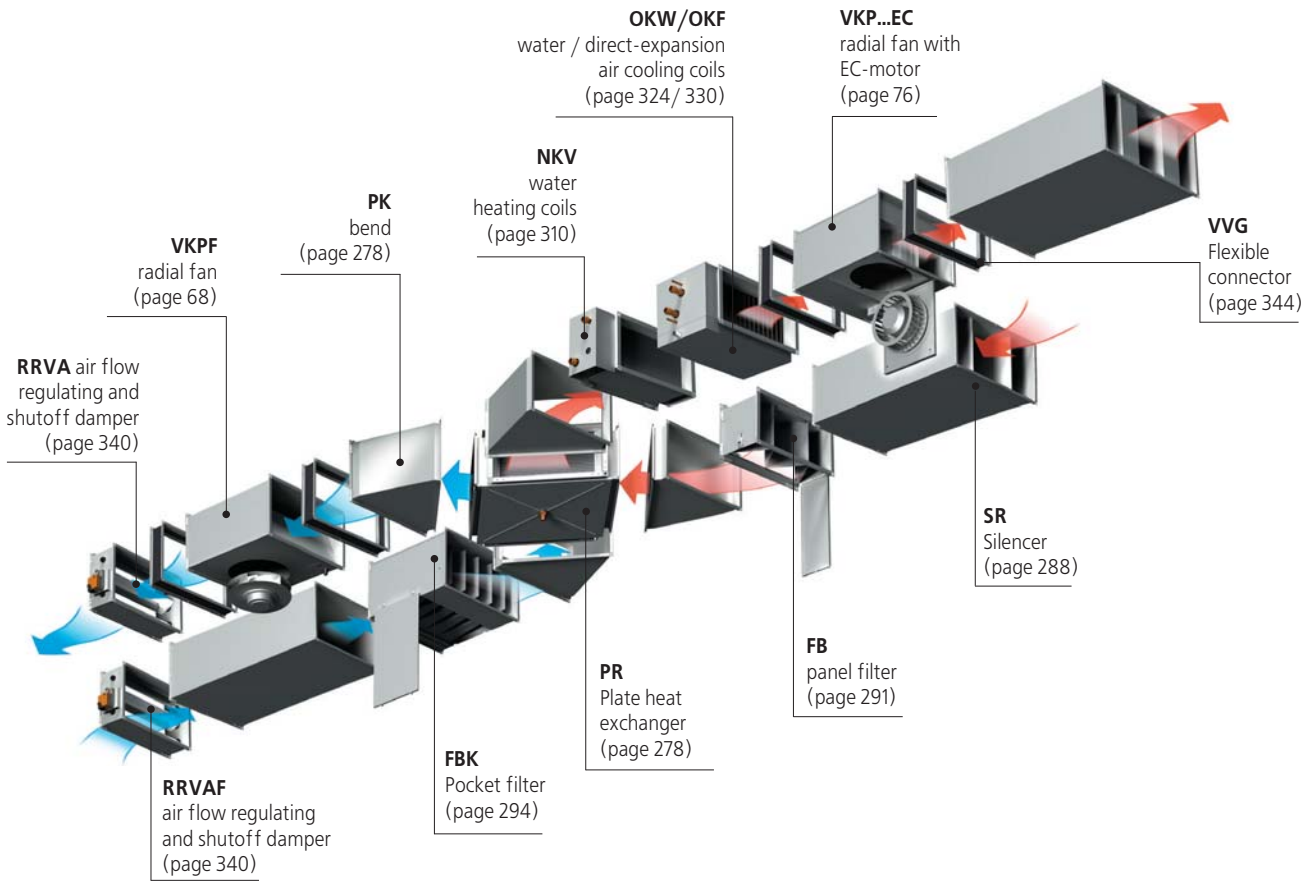 OKW/OKF
water / direct-expansion
air cooling coils
(page 324/ 330)
VKP...EC
radial fan with
EC-motor
(page 76)
NKV
water
heating coils
(page 310)
PK
bend
(page 278)
VKPF
radial fan
(page 68)
VVG
Flexible
connector
(page 344)
RRVA air flow
regulating and
shutoff damper
(page 340)
SR
Silencer
(page 288)
FB
panel filter
(page 291)
PR
Plate heat
exchanger
(page 278)
FBK
Pocket filter
(page 294)
RRVAF
air flow regulating
and shutoff damper
(page 340)